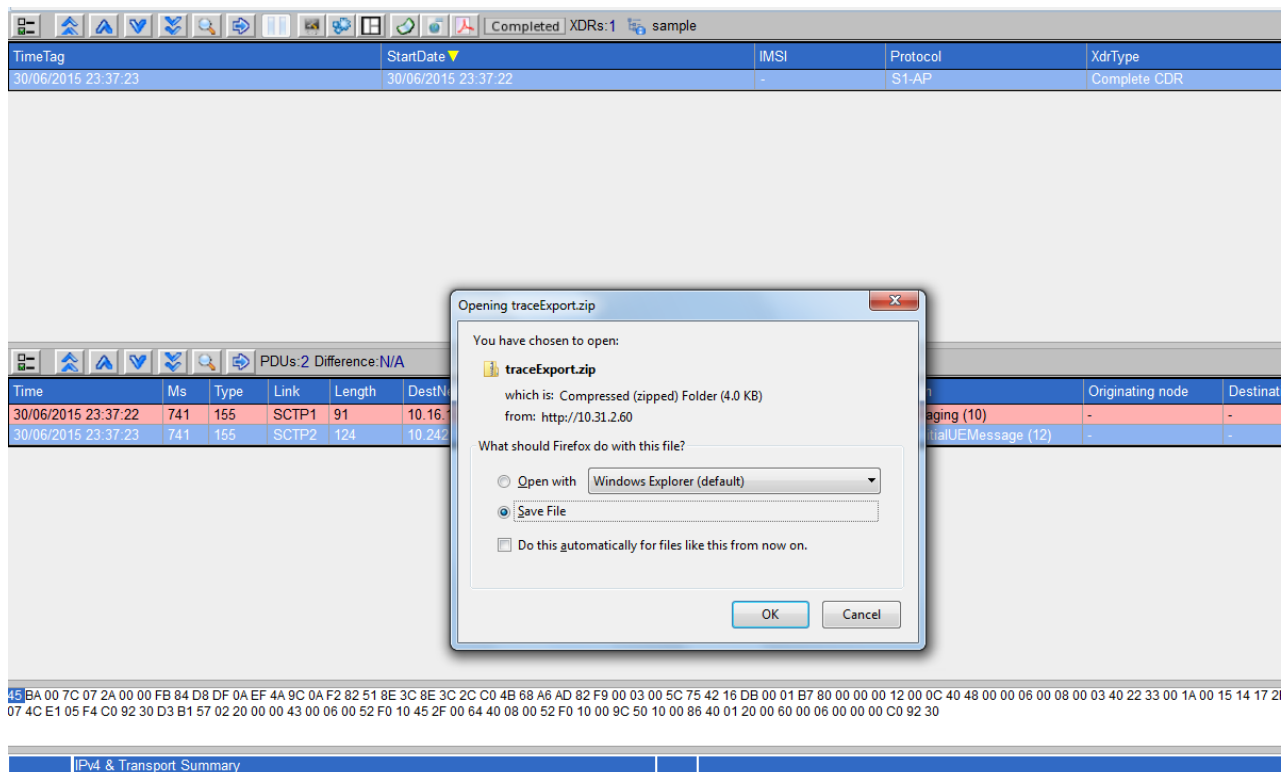 Completed XDRs:1 sample
TimeTag StartDate IMSI Protocol XdrType
30/06/2015 23:37:23 30/06/2015 23:37:22 - S1-AP Complete CDR
Opening traceExport.zip
You have chosen to open:
traceExport.zip
which is: Compressed (zipped) Folder (4.0 KB)
from: http://10.31.2.60
What should Firefox do with this file?
Open with Windows Explorer (default)
Save File
Do this automatically for files like this from now on.
OK Cancel
PDUs:2 Difference:N/A
Time Ms Type Link Length DestN Originating node Destinat
30/06/2015 23:37:22 741 155 SCTP1 91 10.16.1 aging (10) - -
30/06/2015 23:37:23 741 155 SCTP2 124 10.242 itialUEMessage (12) - -
45 BA 00 7C 07 2A 00 00 FB 84 D8 DF 0A EF 4A 9C 0A F2 82 51 8E 3C 8E 3C 2C C0 4B 68 A6 AD 82 F9 00 03 00 5C 75 42 16 DB 00 01 B7 80 00 00 00 12 00 0C 40 48 00 00 06 00 08 00 03 40 22 33 00 1A 00 15 14 17 2
07 4C E1 05 F4 C0 92 30 D3 B1 57 02 20 00 00 43 00 06 00 52 F0 10 45 2F 00 64 40 08 00 52 F0 10 00 9C 50 10 00 86 40 01 20 00 60 00 06 00 00 00 C0 92 30
IPv4 & Transport Summary